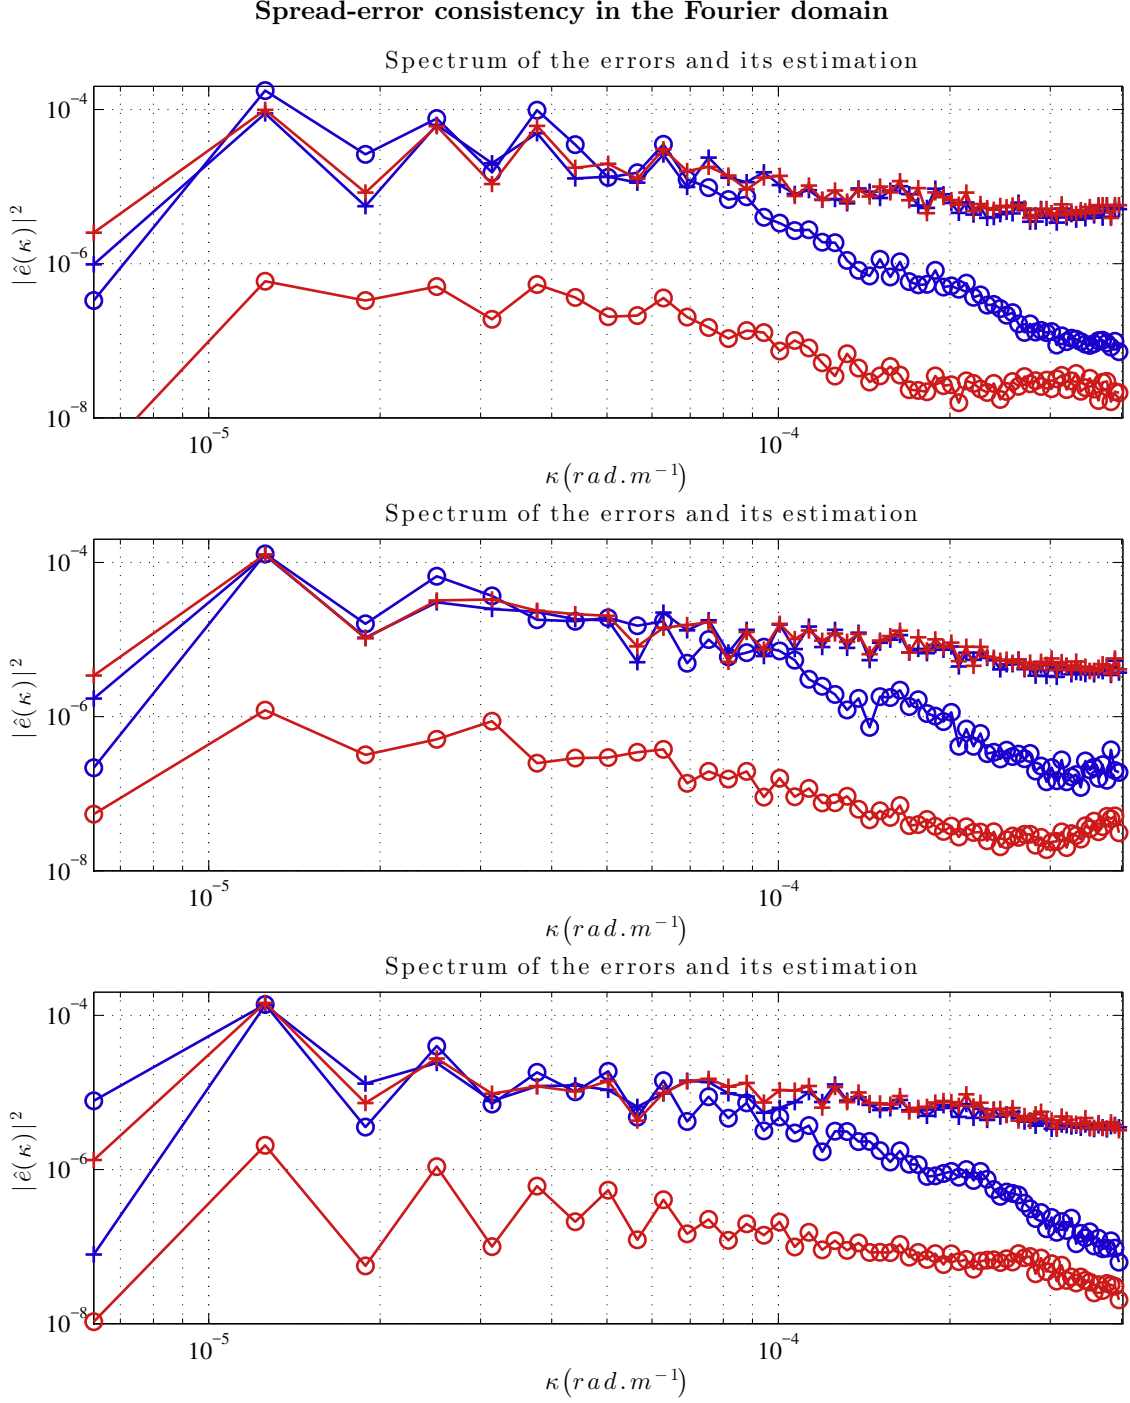 Spread-error consistency in the Fourier domain
Spectrum of the errors and its estimation
|ê(κ)|²
10⁻⁴
10⁻⁶
10⁻⁸
10⁻⁵
10⁻⁴
κ(rad.m⁻¹)
Spectrum of the errors and its estimation
|ê(κ)|²
10⁻⁴
10⁻⁶
10⁻⁸
10⁻⁵
10⁻⁴
κ(rad.m⁻¹)
Spectrum of the errors and its estimation
|ê(κ)|²
10⁻⁴
10⁻⁶
10⁻⁸
10⁻⁵
10⁻⁴
κ(rad.m⁻¹)